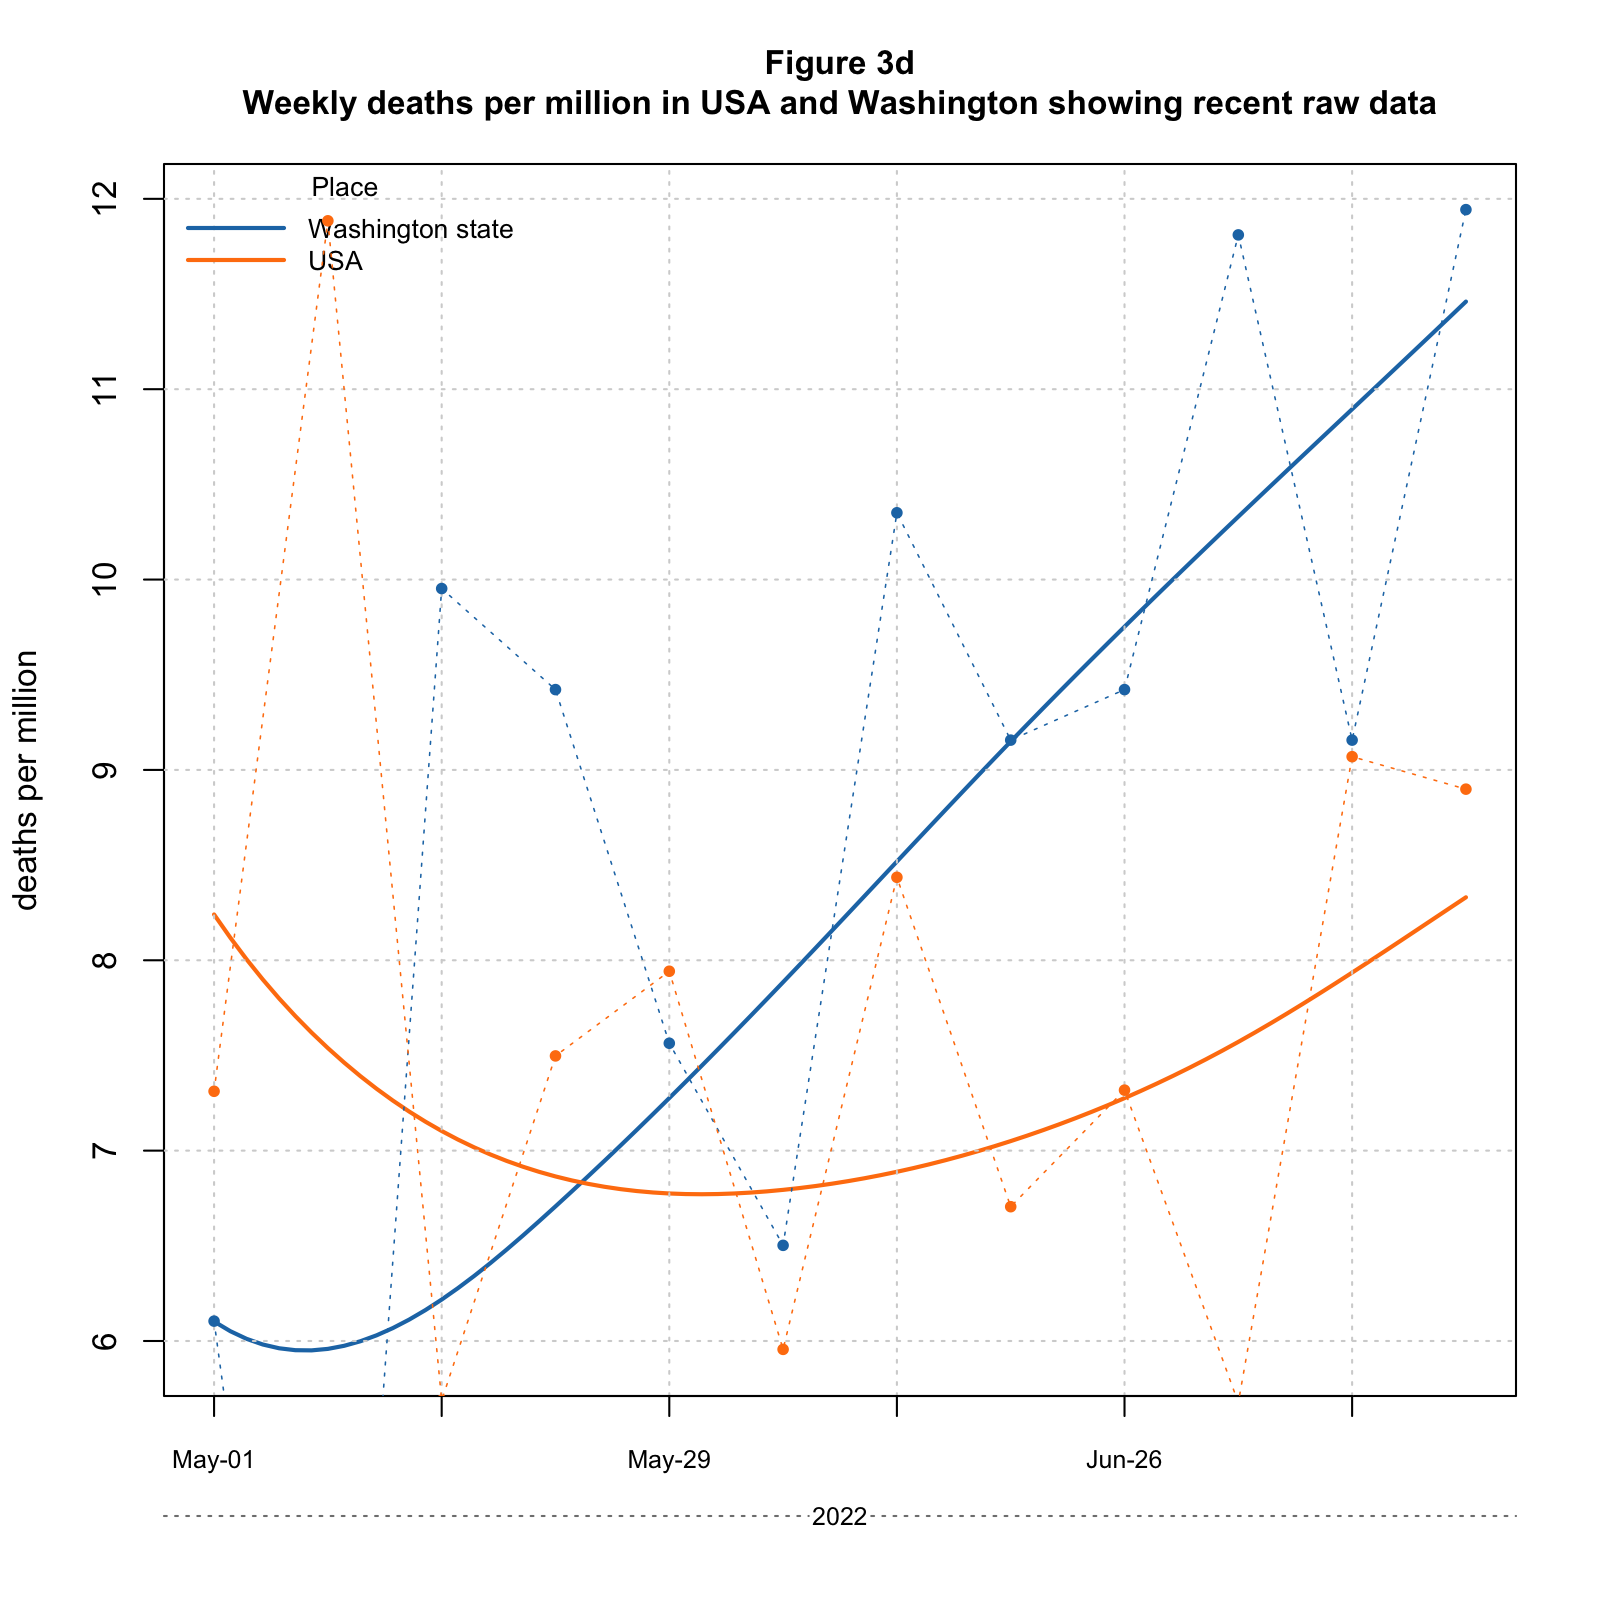 Figure 3d
Weekly deaths per million in USA and Washington showing recent raw data
Place
Washington state
USA
deaths per million
12
11
10
9
8
7
6
May-01
May-29
Jun-26
2022